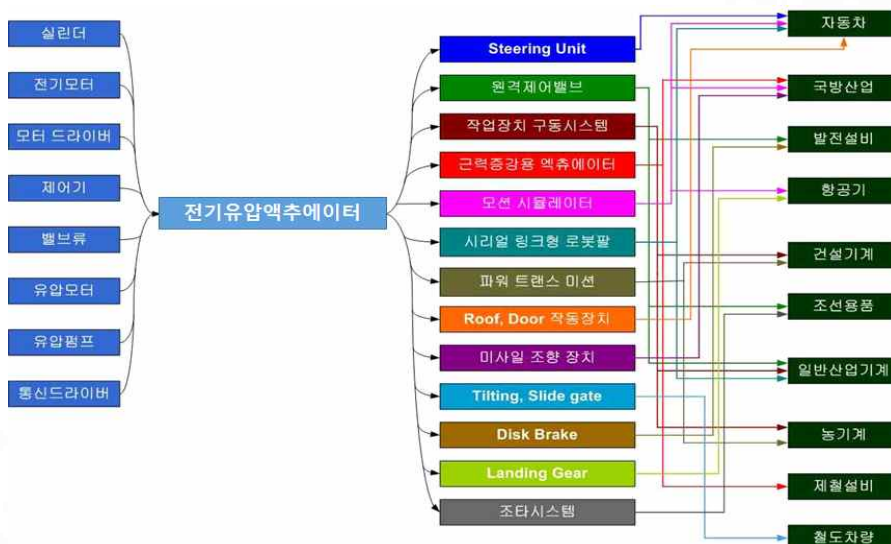 실린더
전기모터
모터 드라이버
제어기
밸브류
유압모터
유압펌프
통신드라이버
전기유압액추에이터
Steering Unit
원격제어밸브
작업장치 구동시스템
근력증강용 엑츄에이터
모션 시뮬레이터
시리얼 링크형 로봇팔
파워 트랜스 미션
Roof, Door 작동장치
미사일 조향 장치
Tilting, Slide gate
Disk Brake
Landing Gear
조타시스템
자동차
국방산업
발전설비
항공기
건설기계
조선용품
일반산업기계
농기계
제철설비
철도차량